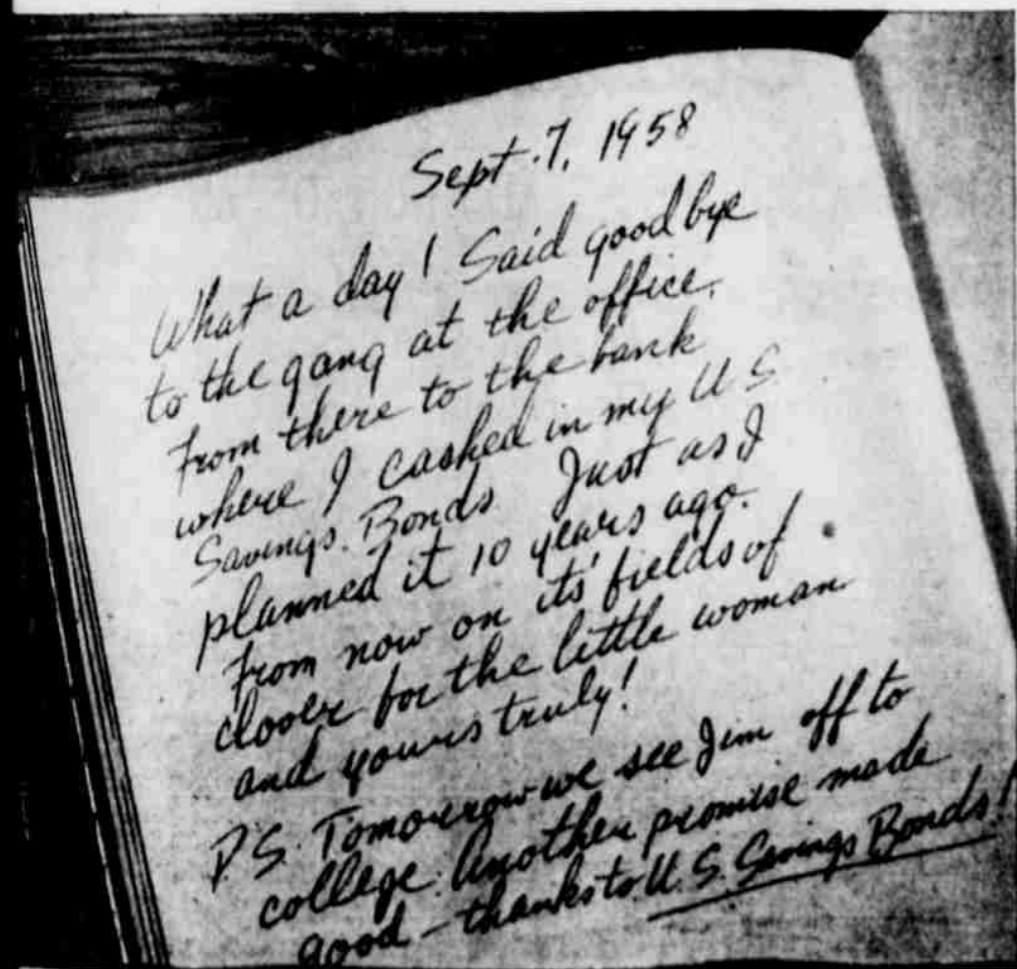 Sept. 7, 1958
What a day! Said goodbye
to the gang at the office.
From there to the bank
where I cashed in my U S
Savings. Bonds Just as I
planned it 10 years ago.
From now on its' fields of
clover for the little woman
and yours truly!
P.S. Tomorrow we see Jim off to
college. Another promise made
good - thanks to U. S. Savings Bonds!